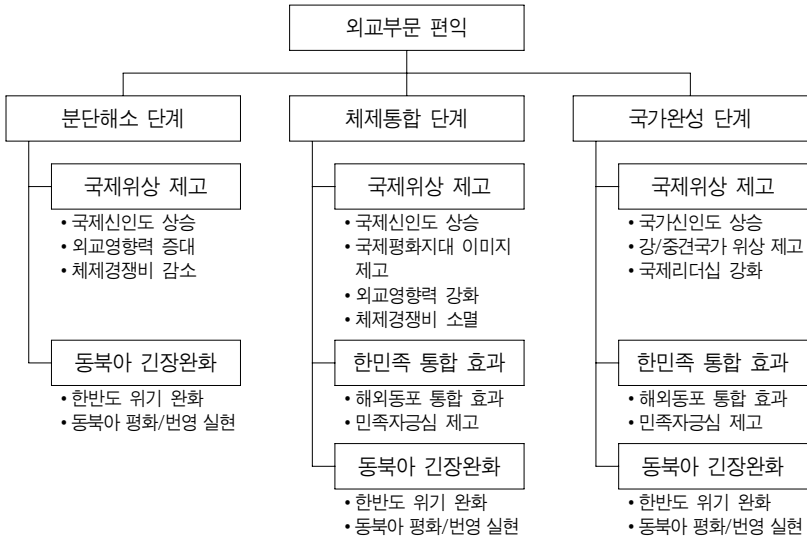 외교부문 편익
분단해소 단계
국제위상 제고
• 국제신인도 상승
• 외교영향력 증대
• 체제경쟁비 감소
동북아 긴장완화
• 한반도 위기 완화
• 동북아 평화/번영 실현
체제통합 단계
국제위상 제고
• 국제신인도 상승
• 국제평화지대 이미지
제고
• 외교영향력 강화
• 체제경쟁비 소멸
한민족 통합 효과
• 해외동포 통합 효과
• 민족자긍심 제고
동북아 긴장완화
• 한반도 위기 완화
• 동북아 평화/번영 실현
국가완성 단계
국제위상 제고
• 국가신인도 상승
• 강/중견국가 위상 제고
• 국제리더십 강화
한민족 통합 효과
• 해외동포 통합 효과
• 민족자긍심 제고
동북아 긴장완화
• 한반도 위기 완화
• 동북아 평화/번영 실현